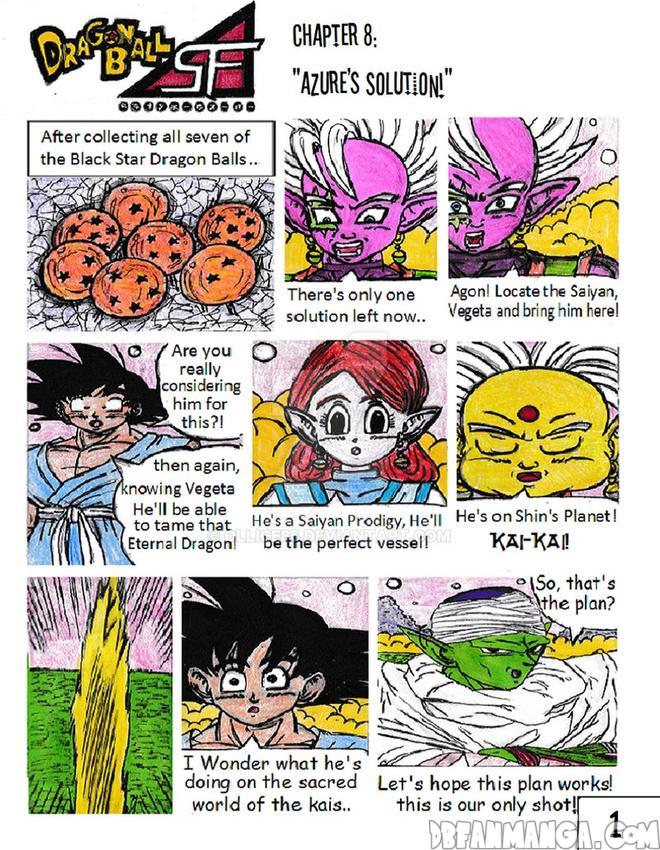 DRAGON BALL SF
CHAPTER 8:
"AZURE'S SOLUTION!"
After collecting all seven of
the Black Star Dragon Balls..
There's only one
solution left now..
Agon! Locate the Saiyan,
Vegeta and bring him here!
Are you
really
considering
him for
this?!
then again,
knowing Vegeta
He'll be able
to tame that
Eternal Dragon!
He's a Saiyan Prodigy, He'll
be the perfect vessel!
He's on Shin's Planet!
KAI-KAI!
I Wonder what he's
doing on the sacred
world of the kais..
So, that's
the plan?
Let's hope this plan works!
this is our only shot!
1
DBFANMANGA.COM